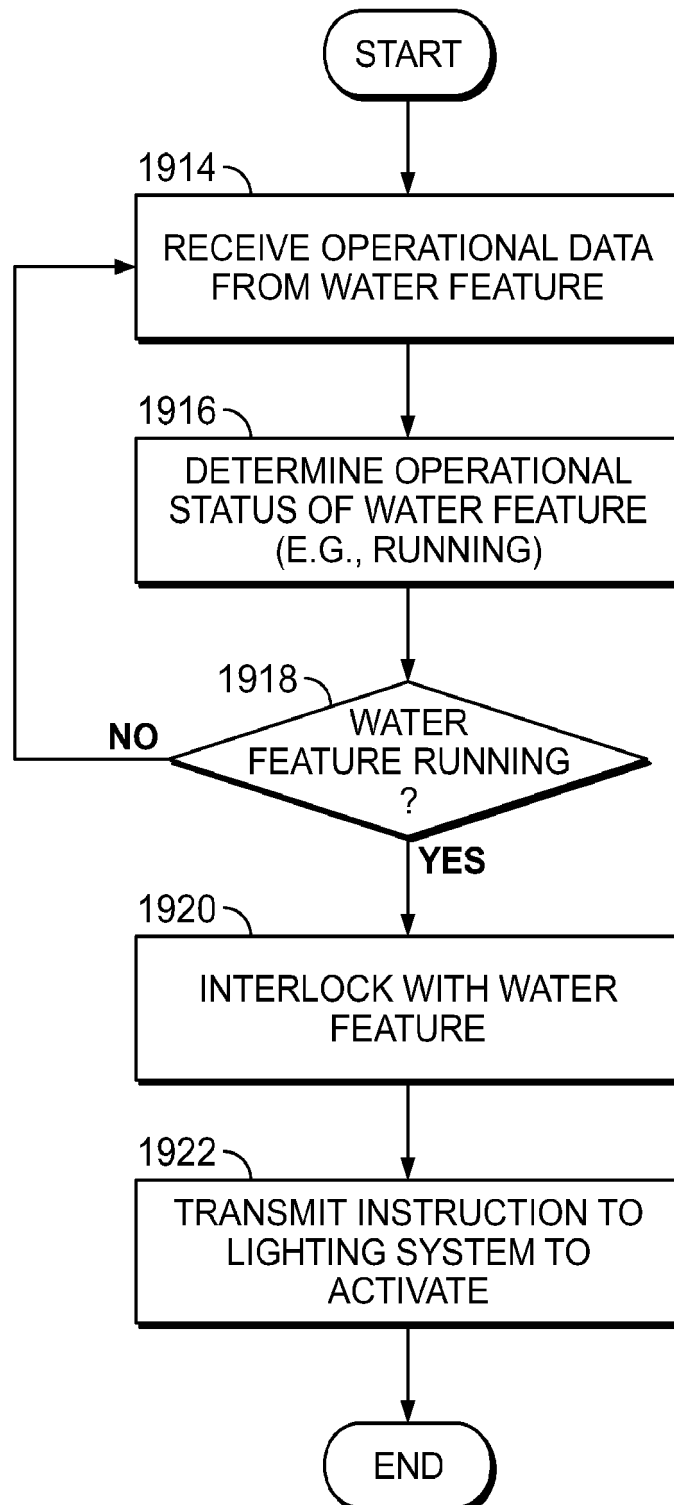 START
1914
RECEIVE OPERATIONAL DATA
FROM WATER FEATURE
1916
DETERMINE OPERATIONAL
STATUS OF WATER FEATURE
(E.G., RUNNING)
1918
WATER
FEATURE RUNNING
?
NO
YES
1920
INTERLOCK WITH WATER
FEATURE
1922
TRANSMIT INSTRUCTION TO
LIGHTING SYSTEM TO
ACTIVATE
END